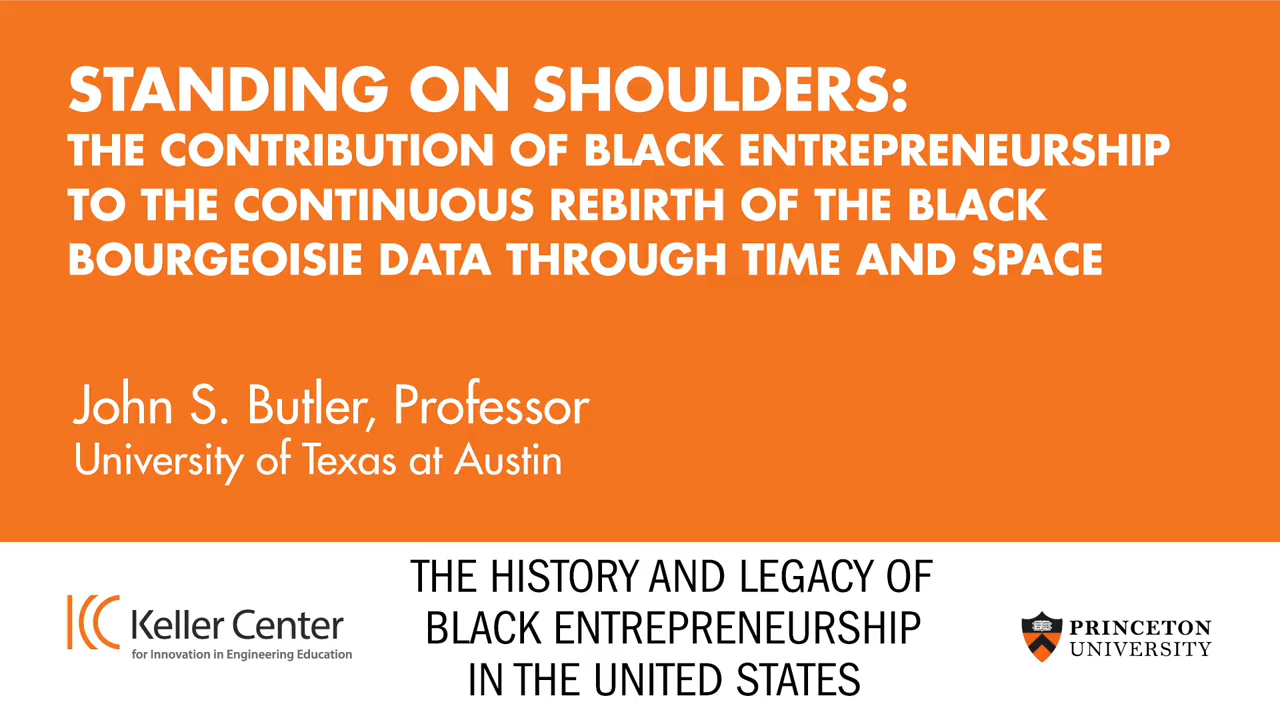 STANDING ON SHOULDERS:
THE CONTRIBUTION OF BLACK ENTREPRENEURSHIP
TO THE CONTINUOUS REBIRTH OF THE BLACK
BOURGEOISIE DATA THROUGH TIME AND SPACE
John S. Butler, Professor
University of Texas at Austin
Keller Center
for Innovation in Engineering Education
THE HISTORY AND LEGACY OF
BLACK ENTREPRENEURSHIP
IN THE UNITED STATES
PRINCETON
UNIVERSITY